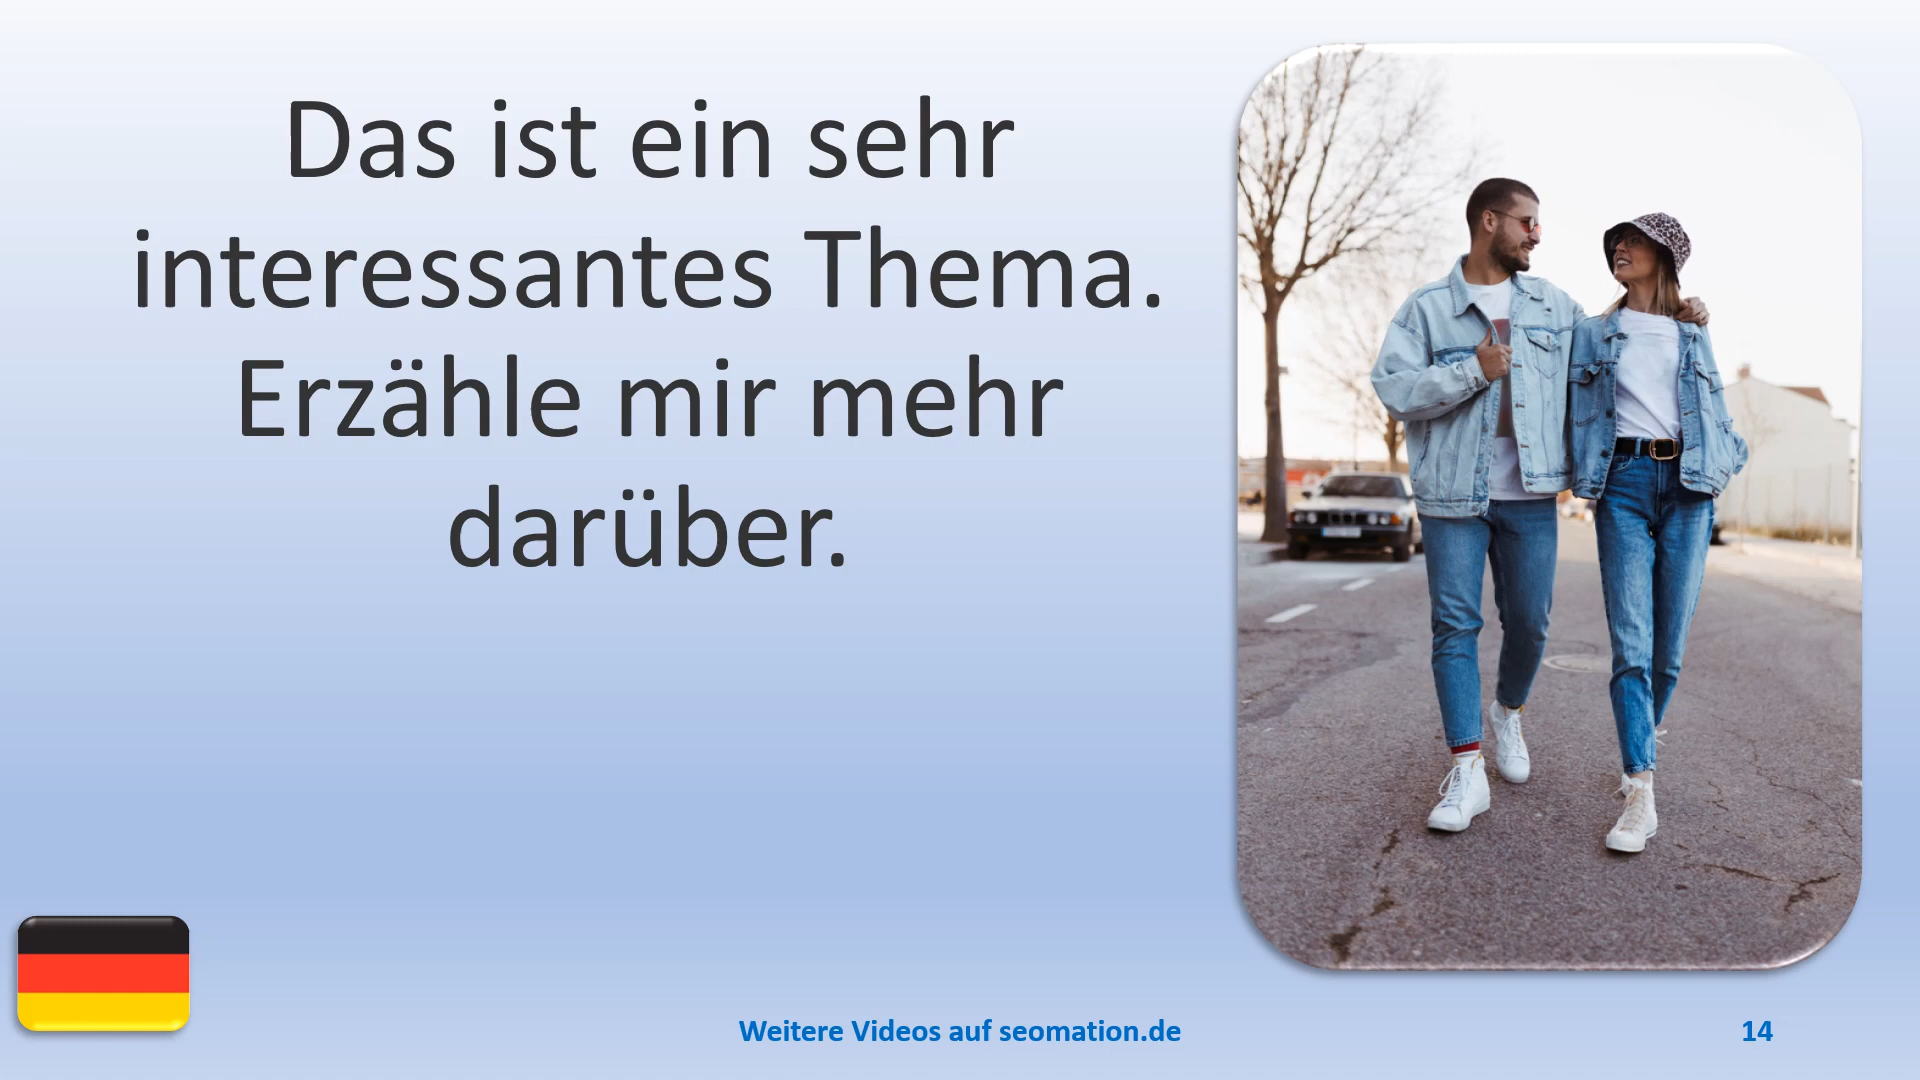 Das ist ein sehr
interessantes Thema.
Erzähle mir mehr
darüber.
Weitere Videos auf seomation.de
14